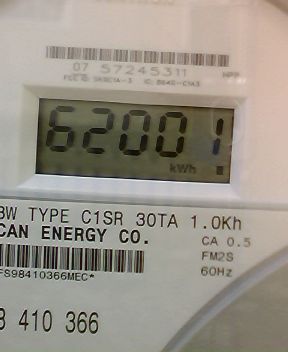 07 57245311
62001
kWh
3W TYPE C1SR 30TA 1.0Kh
CAN ENERGY CO.
CA 0.5
FM2S
60Hz
FS98410366MEC*
410 366